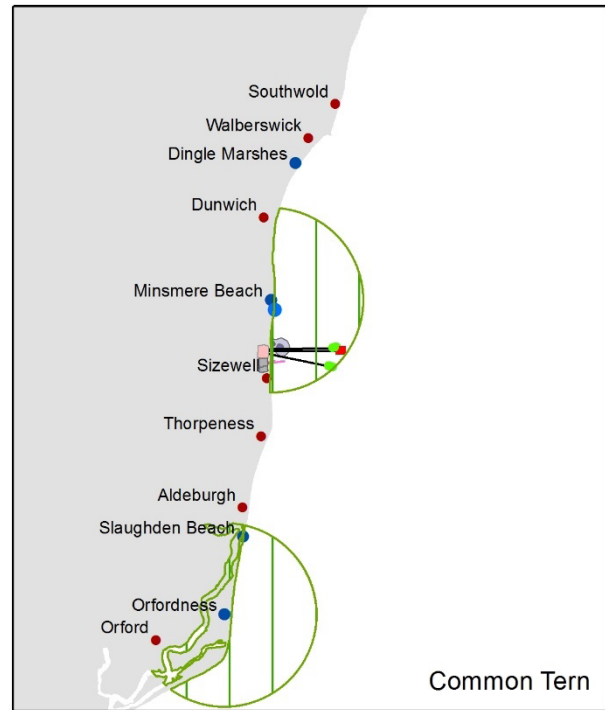 Southwold
Walberswick
Dingle Marshes
Dunwich
Minsmere Beach
Sizewell
Thorpeness
Aldeburgh
Slaughden Beach
Orfordness
Orford
Common Tern